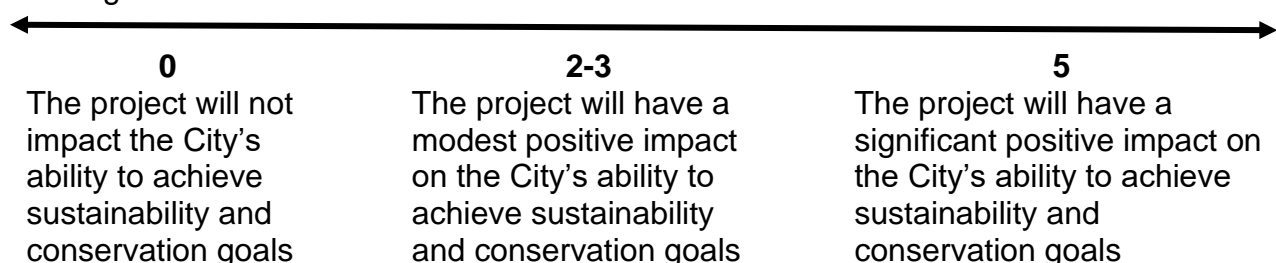 0
The project will not
impact the City's
ability to achieve
sustainability and
conservation goals
2-3
The project will have a
modest positive impact
on the City's ability to
achieve sustainability
and conservation goals
5
The project will have a
significant positive impact on
the City's ability to achieve
sustainability and
conservation goals